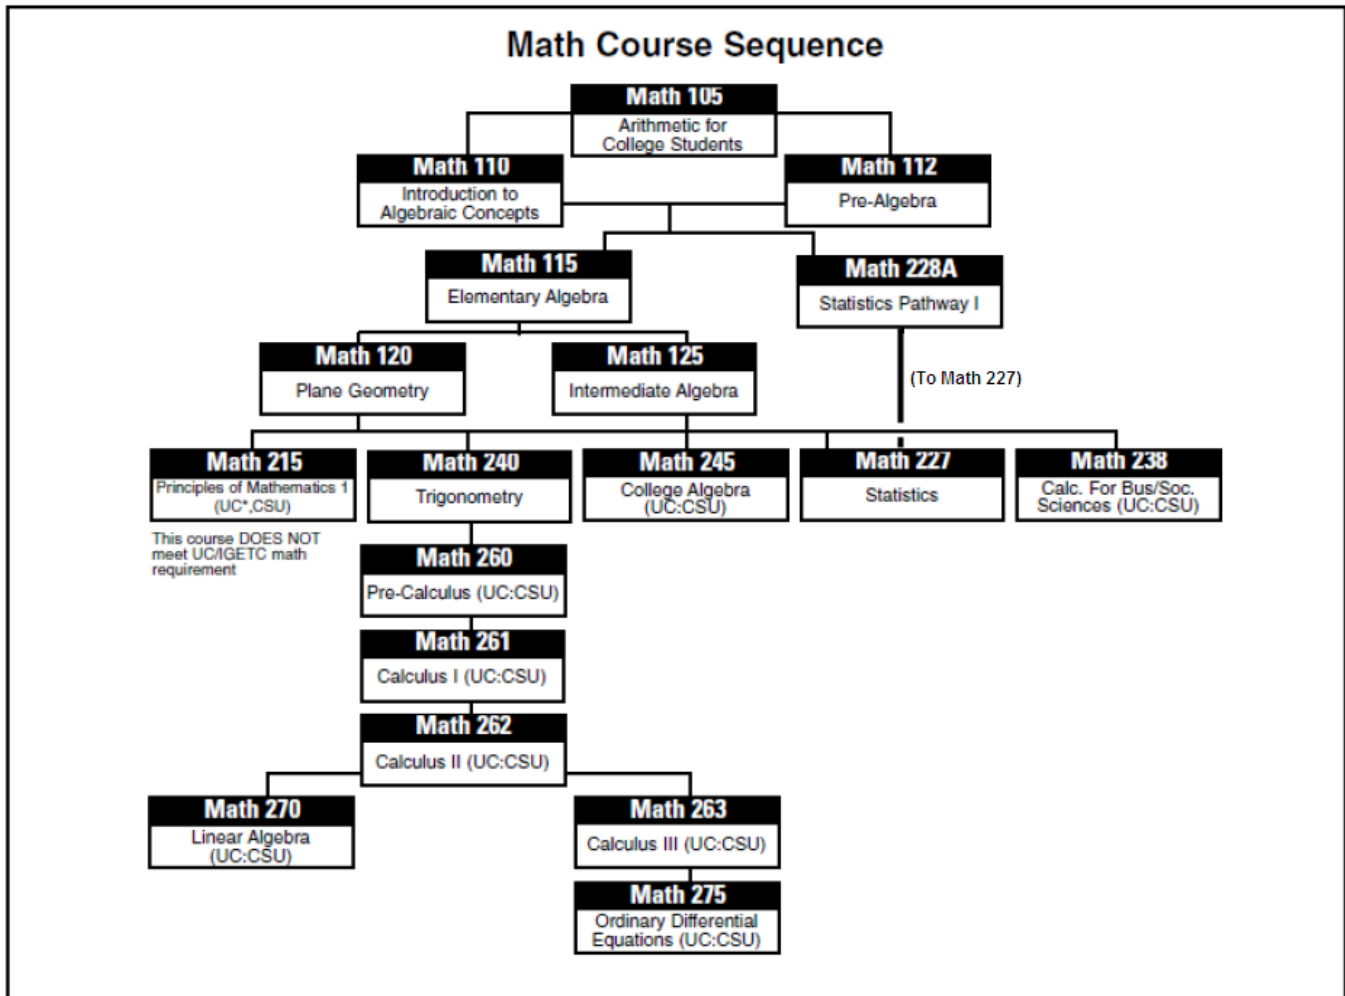 Math Course Sequence
Math 105
Arithmetic for
College Students
Math 110
Introduction to
Algebraic Concepts
Math 112
Pre-Algebra
Math 115
Elementary Algebra
Math 228A
Statistics Pathway I
Math 120
Plane Geometry
Math 125
Intermediate Algebra
(To Math 227)
Math 215
Principles of Mathematics 1
(UC*,CSU)
This course DOES NOT
meet UC/IGETC math
requirement
Math 240
Trigonometry
Math 245
College Algebra
(UC:CSU)
Math 227
Statistics
Math 238
Calc. For Bus/Soc.
Sciences (UC:CSU)
Math 260
Pre-Calculus (UC:CSU)
Math 261
Calculus I (UC:CSU)
Math 262
Calculus II (UC:CSU)
Math 270
Linear Algebra
(UC:CSU)
Math 263
Calculus III (UC:CSU)
Math 275
Ordinary Differential
Equations (UC:CSU)